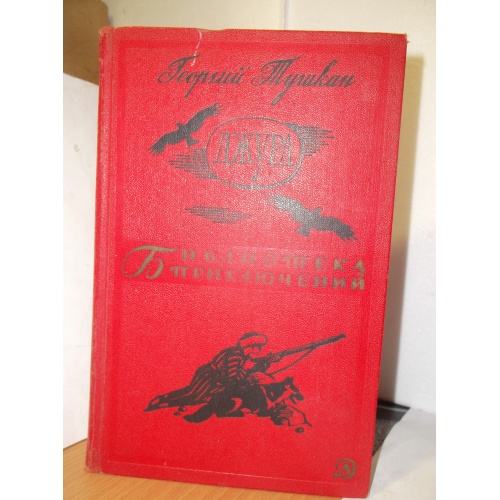 Георгий Тушкан
ДЖУРА
БИБЛИОТЕКА
ПРИКЛЮЧЕНИЙ